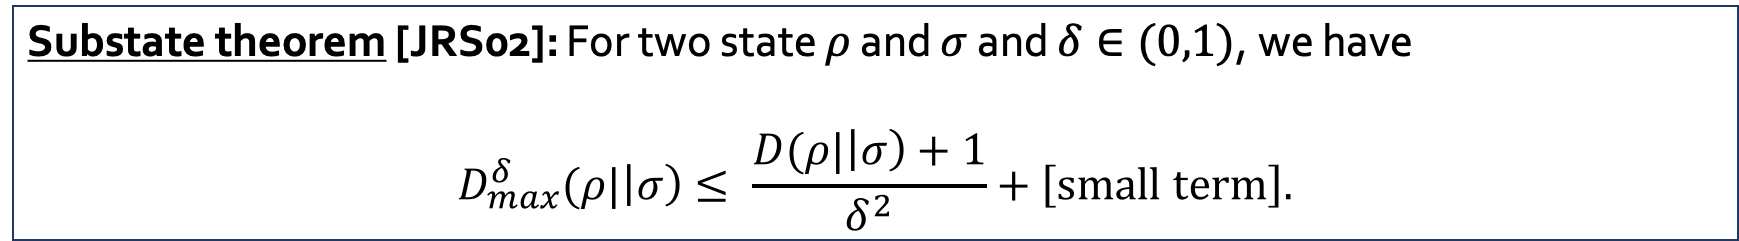 Substate theorem [JRS02]: For two state ρ and σ and δ ∈ (0,1), we have
D^δ_max(ρ||σ) ≤ (D(ρ||σ) + 1)/δ² + [small term].